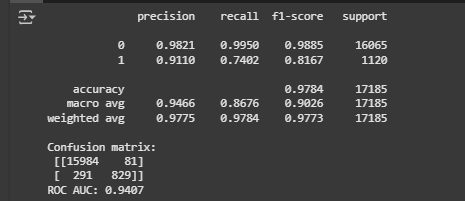 precision recall f1-score support
0 0.9821 0.9950 0.9885 16065
1 0.9110 0.7402 0.8167 1120
accuracy 0.9784 17185
macro avg 0.9466 0.8676 0.9026 17185
weighted avg 0.9775 0.9784 0.9773 17185
Confusion matrix:
[[15984 81]
[ 291 829]]
ROC AUC: 0.9407